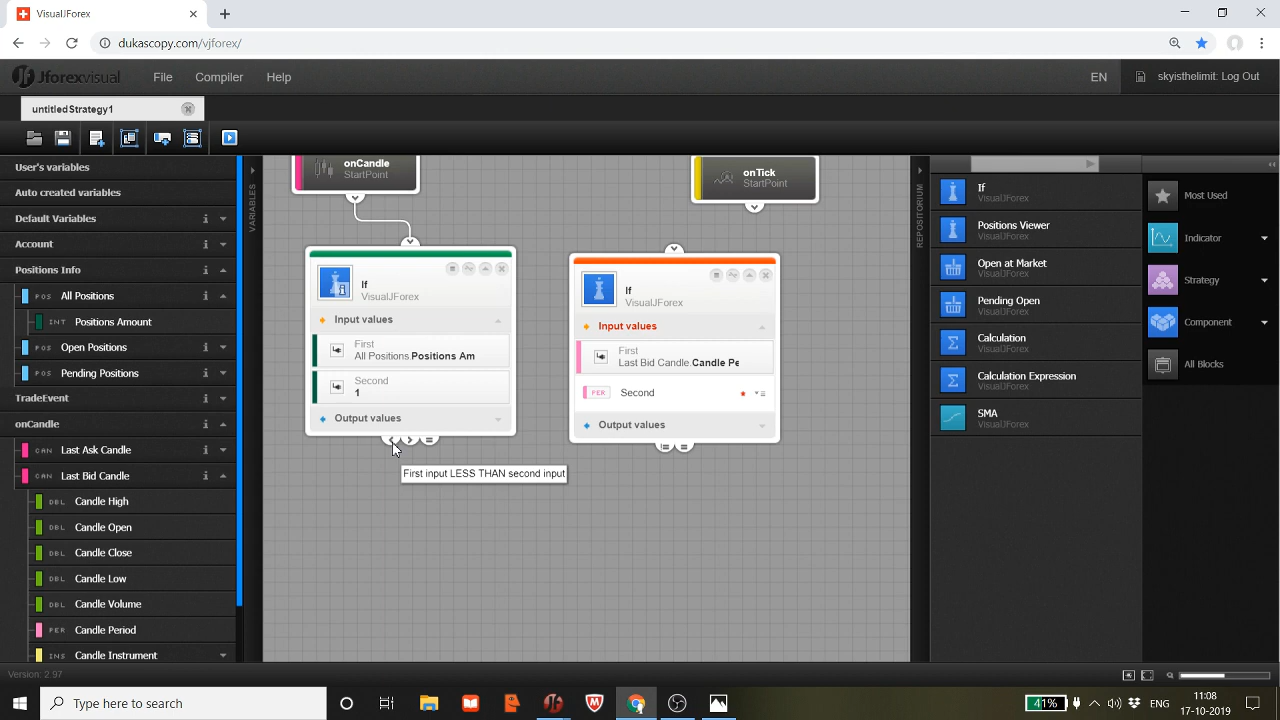 VisualJForex
dukascopy.com/vjforex/
Jforexvisual
File
Compiler
Help
EN
skyisthelimit: Log Out
untitledStrategy1
User's variables
Auto created variables
Default Variables
Account
Positions Info
POS All Positions
INT Positions Amount
POS Open Positions
POS Pending Positions
TradeEvent
onCandle
CAN Last Ask Candle
CAN Last Bid Candle
DBL Candle High
DBL Candle Open
DBL Candle Close
DBL Candle Low
DBL Candle Volume
PER Candle Period
INS Candle Instrument
VARIABLES
onCandle
StartPoint
If
VisualJForex
Input values
First
All Positions.Positions Am
Second
1
Output values
First input LESS THAN second input
onTick
StartPoint
If
VisualJForex
Input values
First
Last Bid Candle.Candle Pe
PER Second
Output values
REPOSITORIUM
If
VisualJForex
Positions Viewer
VisualJForex
Open at Market
VisualJForex
Pending Open
VisualJForex
Calculation
VisualJForex
Calculation Expression
VisualJForex
SMA
VisualJForex
Most Used
Indicator
Strategy
Component
All Blocks
Version: 2.97
Type here to search
41%
ENG
11:08
17-10-2019